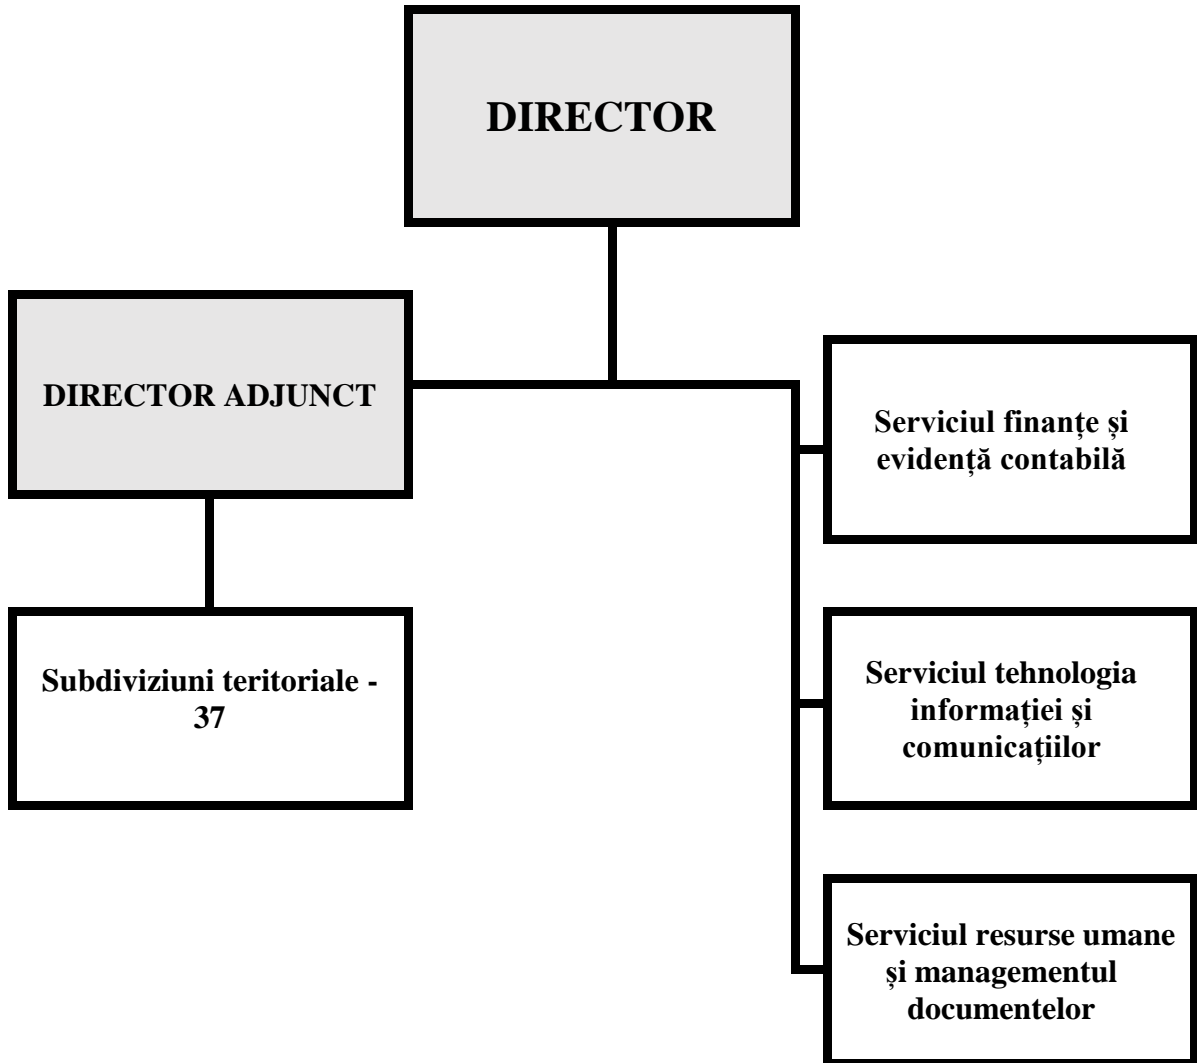 DIRECTOR
DIRECTOR ADJUNCT
Subdiviziuni teritoriale -
37
Serviciul finanțe și
evidență contabilă
Serviciul tehnologia
informației și
comunicațiilor
Serviciul resurse umane
și managementul
documentelor